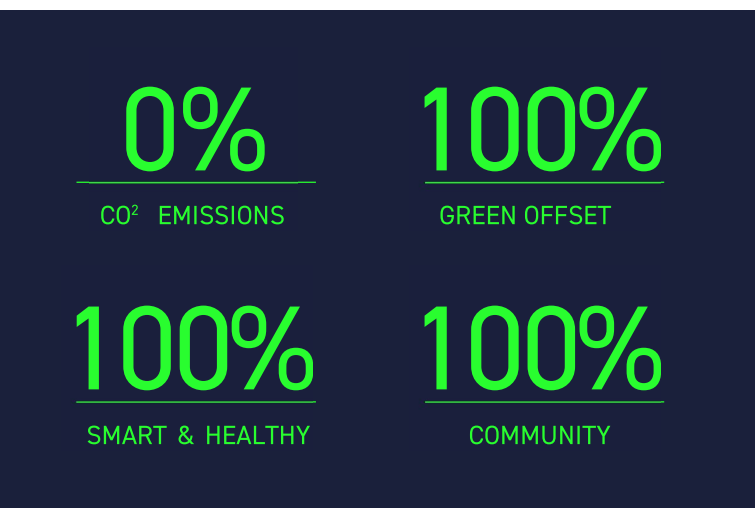 0%
CO² EMISSIONS
100%
GREEN OFFSET
100%
SMART & HEALTHY
100%
COMMUNITY